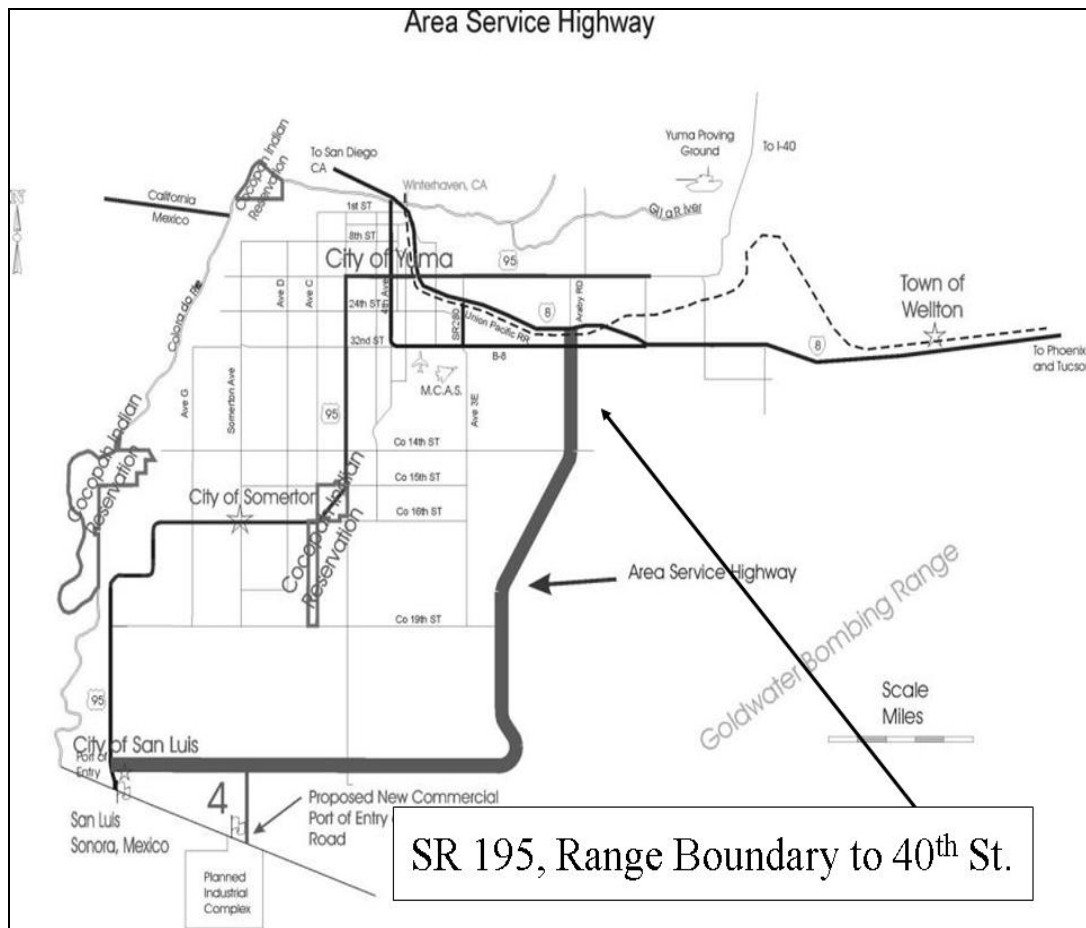 Area Service Highway
Cocopah Indian
Reservation
To San Diego
CA
Yuma Proving
Ground
To I-40
Winterhaven, CA
California
Mexico
1st ST
Gila River
8th ST
City of Yuma
95
Ave D
Ave C
4th Ave
Colorado
24th ST
SR280
Union Pacific RR
8
Araby RD
Town of
Wellton
32nd ST
B-8
8
To Phoenix
and Tucson
Ave G
Somerton Ave
95
M.C.A.S.
Ave 3E
Co 14th ST
Cocopah Indian
Reservation
Co 15th ST
City of Somerton
Co 16th ST
Cocopah Indian
Reservation
Area Service Highway
Co 19th ST
Goldwater Bombing Range
95
Scale
Miles
City of San Luis
Port of
Entry
4
Proposed New Commercial
Port of Entry
Road
San Luis
Sonora, Mexico
SR 195, Range Boundary to 40th St.
Planned
Industrial
Complex